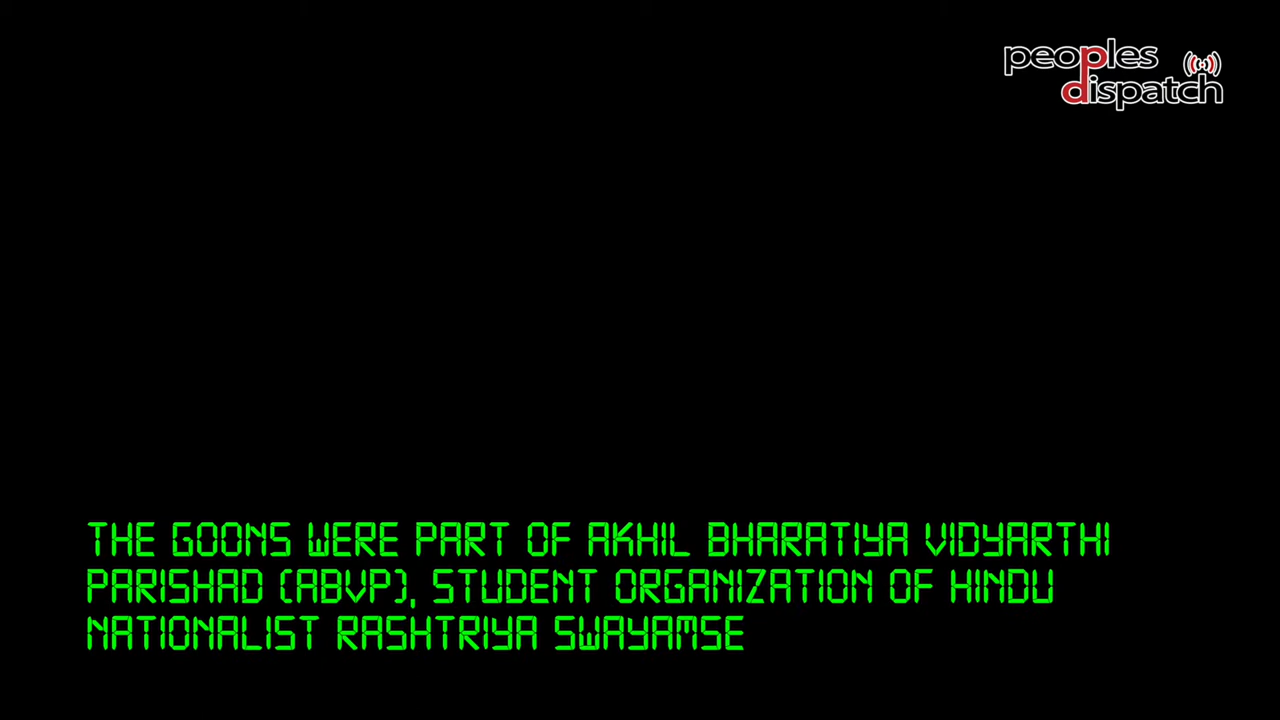 peoples
dispatch
THE GOONS WERE PART OF AKHIL BHARATIYA VIDYARTHI
PARISHAD (ABVP), STUDENT ORGANIZATION OF HINDU
NATIONALIST RASHTRIYA SWAYAMSE